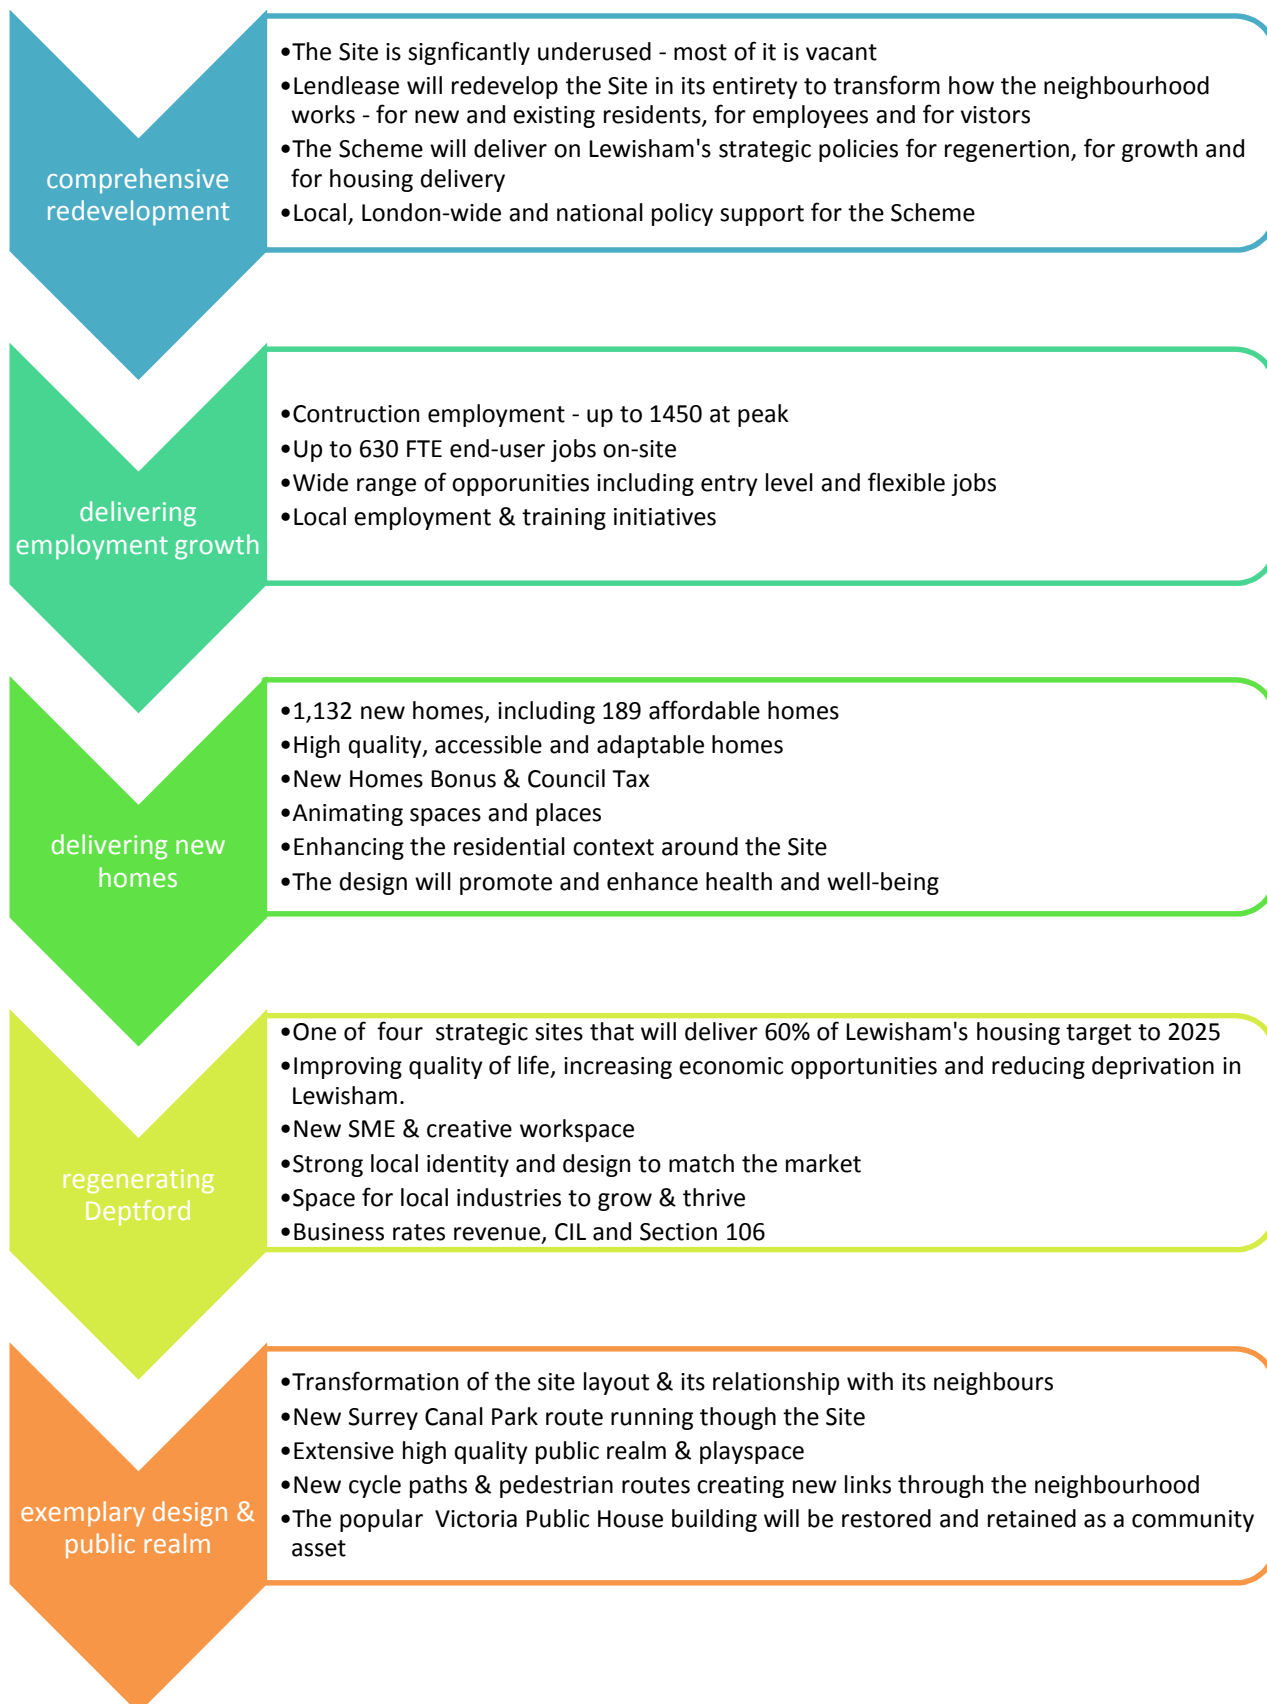 comprehensive
redevelopment
•The Site is signficantly underused - most of it is vacant
•Lendlease will redevelop the Site in its entirety to transform how the neighbourhood
works - for new and existing residents, for employees and for vistors
•The Scheme will deliver on Lewisham's strategic policies for regenertion, for growth and
for housing delivery
•Local, London-wide and national policy support for the Scheme
delivering
employment growth
•Contruction employment - up to 1450 at peak
•Up to 630 FTE end-user jobs on-site
•Wide range of opporunities including entry level and flexible jobs
•Local employment & training initiatives
delivering new
homes
•1,132 new homes, including 189 affordable homes
•High quality, accessible and adaptable homes
•New Homes Bonus & Council Tax
•Animating spaces and places
•Enhancing the residential context around the Site
•The design will promote and enhance health and well-being
regenerating
Deptford
•One of four strategic sites that will deliver 60% of Lewisham's housing target to 2025
•Improving quality of life, increasing economic opportunities and reducing deprivation in
Lewisham.
•New SME & creative workspace
•Strong local identity and design to match the market
•Space for local industries to grow & thrive
•Business rates revenue, CIL and Section 106
exemplary design &
public realm
•Transformation of the site layout & its relationship with its neighbours
•New Surrey Canal Park route running though the Site
•Extensive high quality public realm & playspace
•New cycle paths & pedestrian routes creating new links through the neighbourhood
•The popular Victoria Public House building will be restored and retained as a community
asset